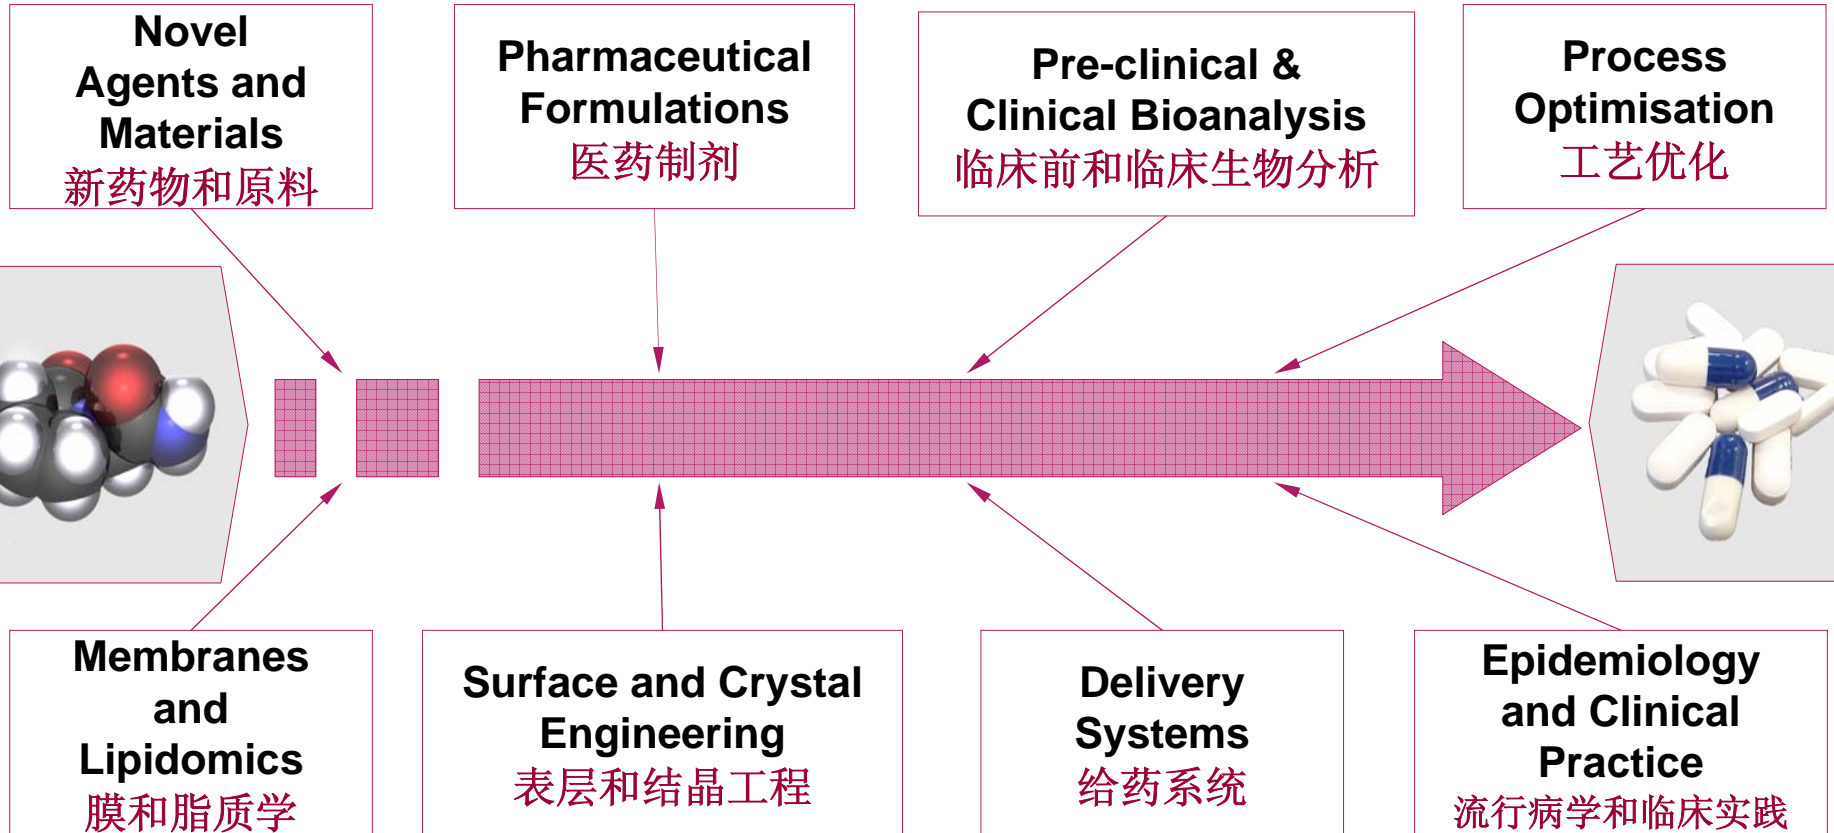 Novel
Agents and
Materials
新药物和原料
Pharmaceutical
Formulations
医药制剂
Pre-clinical &
Clinical Bioanalysis
临床前和临床生物分析
Process
Optimisation
工艺优化
Membranes
and
Lipidomics
膜和脂质学
Surface and Crystal
Engineering
表层和结晶工程
Delivery
Systems
给药系统
Epidemiology
and Clinical
Practice
流行病学和临床实践